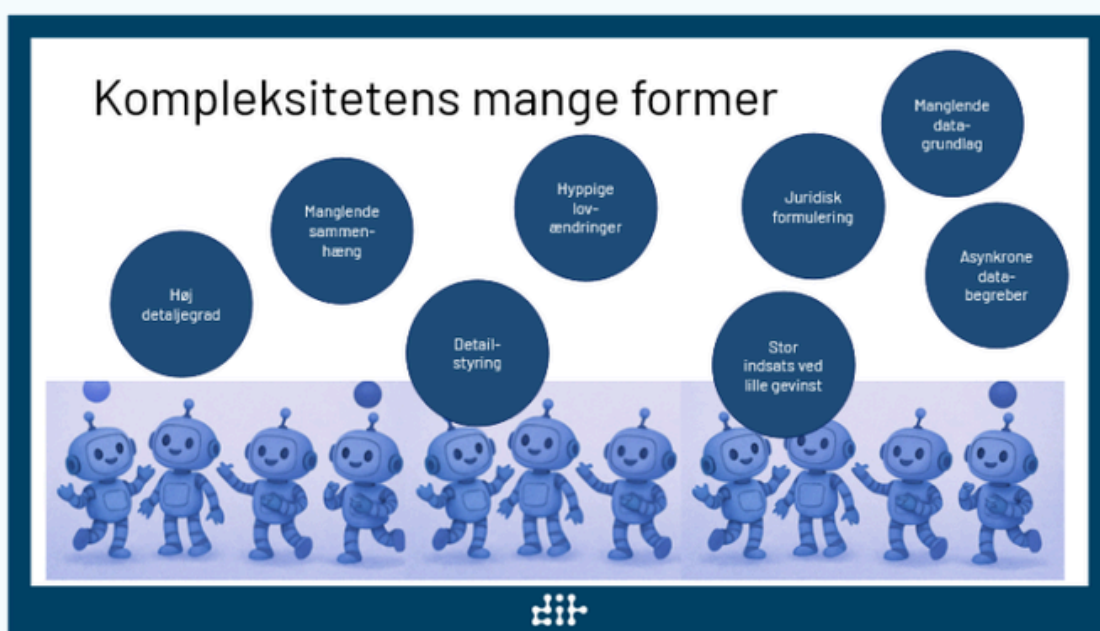 Kompleksitetens mange former
Høj
detaljegrad
Manglende
sammen-
hæng
Detail-
styring
Hyppige
lov-
ændringer
Juridisk
formulering
Stor
indsats ved
lille gevinst
Manglende
data-
grundlag
Asynkrone
data-
begreber
dit